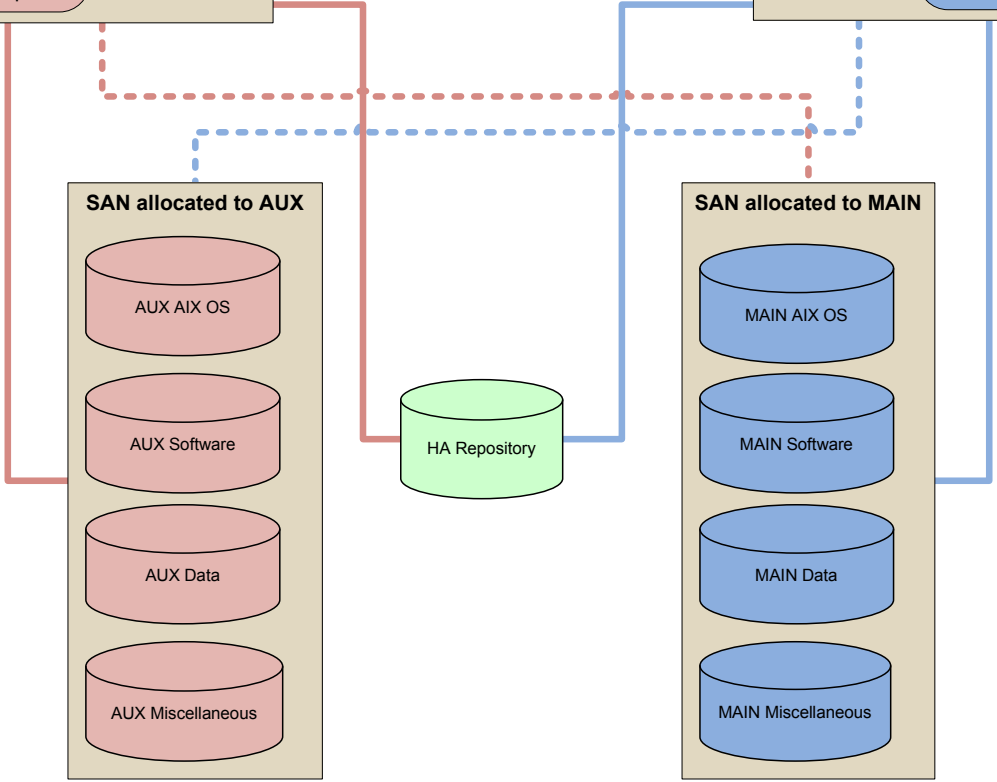 SAN allocated to AUX
AUX AIX OS
AUX Software
AUX Data
AUX Miscellaneous
HA Repository
SAN allocated to MAIN
MAIN AIX OS
MAIN Software
MAIN Data
MAIN Miscellaneous